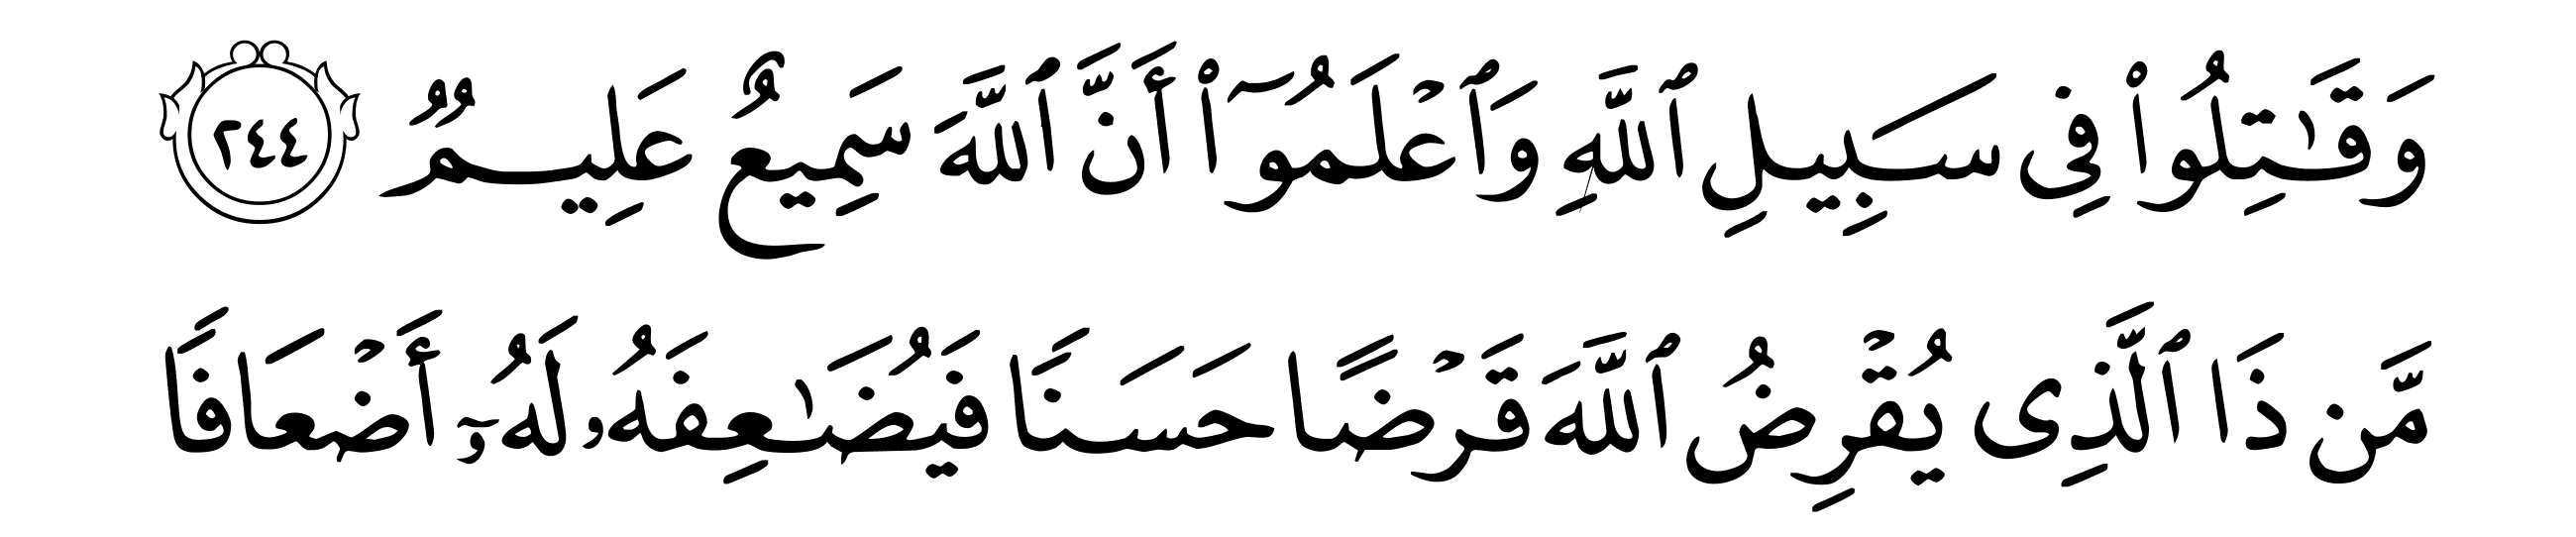 وَقَٰتِلُوا۟ فِى سَبِيلِ ٱللَّهِ وَٱعْلَمُوٓا۟ أَنَّ ٱللَّهَ سَمِيعٌ عَلِيمٌ ٢٤٤
مَّن ذَا ٱلَّذِى يُقْرِضُ ٱللَّهَ قَرْضًا حَسَنًا فَيُضَٰعِفَهُۥ لَهُۥٓ أَضْعَافًا